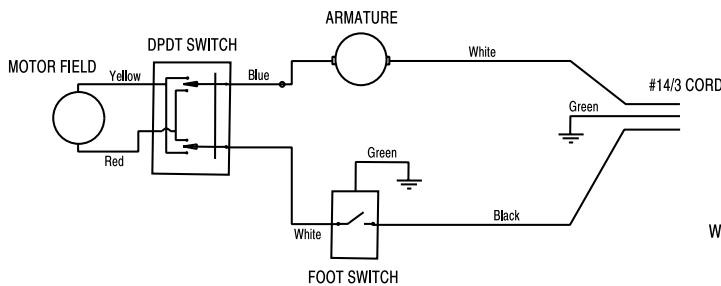 ARMATURE
DPDT SWITCH
MOTOR FIELD
Yellow
Blue
White
#14/3 CORD
Green
Red
Green
White
Black
W
FOOT SWITCH